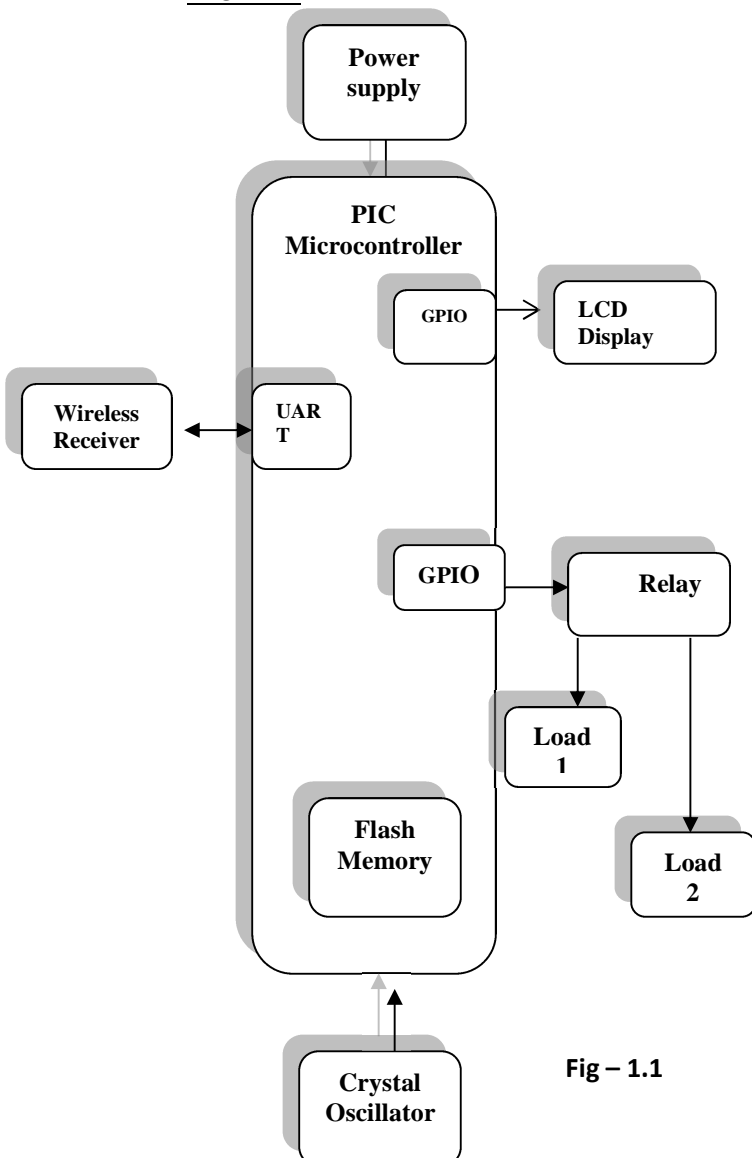 Power
supply
PIC
Microcontroller
GPIO
LCD
Display
Wireless
Receiver
UAR
T
GPIO
Relay
Load
1
Flash
Memory
Load
2
Crystal
Oscillator
Fig – 1.1